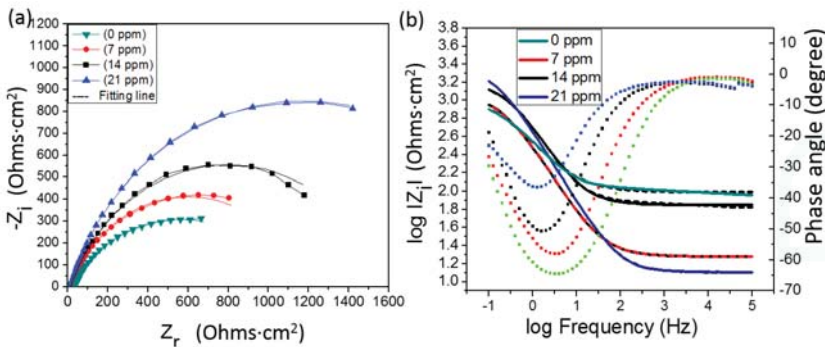 (a)
-Zi (Ohms·cm²)
1200
1100
1000
900
800
700
600
500
400
300
200
100
0
(0 ppm)
(7 ppm)
(14 ppm)
(21 ppm)
Fitting line
0 200 400 600 800 1000 1200 1400 1600
Zr (Ohms·cm²)
(b)
log |Zi| (Ohms·cm²)
3.8
3.6
3.4
3.2
3.0
2.8
2.6
2.4
2.2
2.0
1.8
1.6
1.4
1.2
1.0
0 ppm
7 ppm
14 ppm
21 ppm
10
0
-10
-20
-30
-40
-50
-60
-70
Phase angle (degree)
-1 0 1 2 3 4 5
log Frequency (Hz)